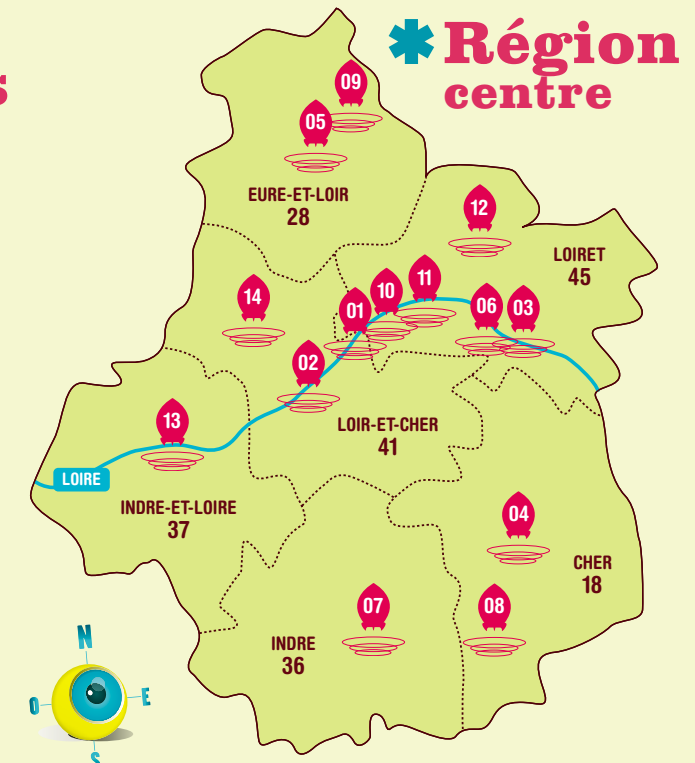 s
Région
centre
09
05
EURE-ET-LOIR
28
12
LOIRET
45
14
01
10
11
06
03
02
LOIR-ET-CHER
41
13
LOIRE
INDRE-ET-LOIRE
37
04
CHER
18
07
08
INDRE
36
N
O
E
S